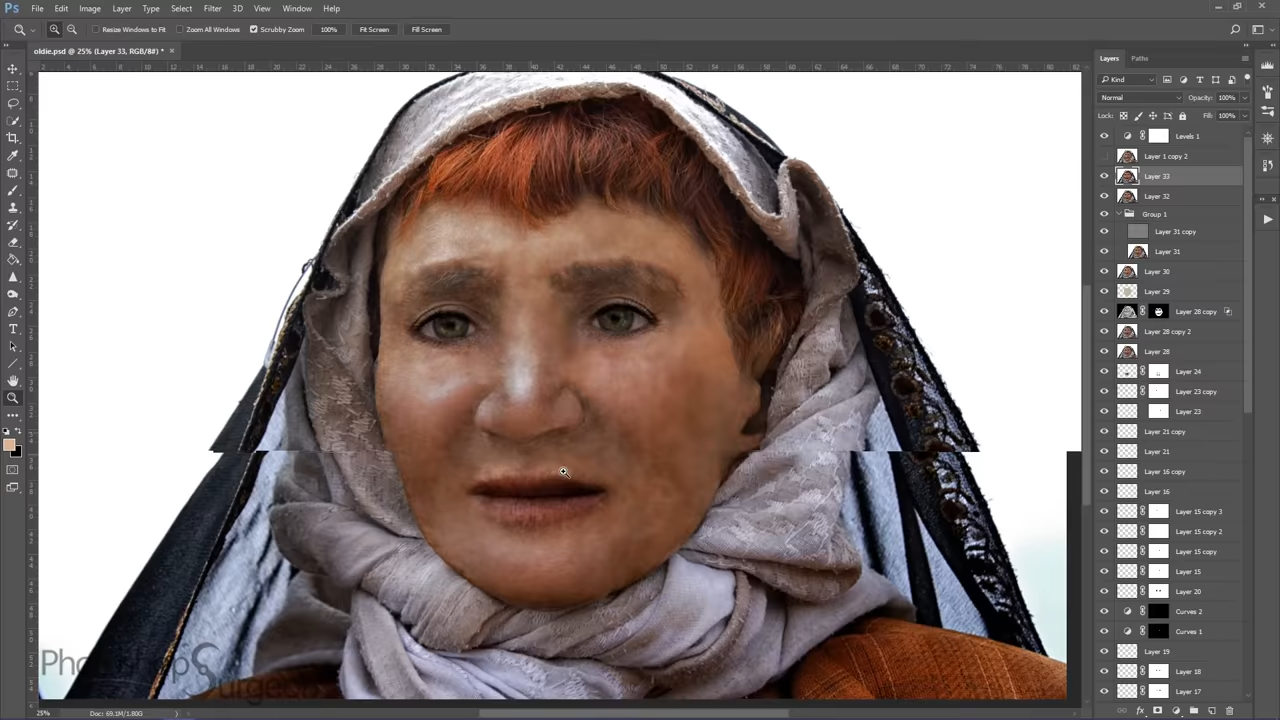 Ps File Edit Image Layer Type Select Filter 3D View Window Help
Resize Windows to Fit Zoom All Windows Scrubby Zoom 100% Fit Screen Fill Screen
oldie.psd @ 25% (Layer 33, RGB/8#) * ×
Layers Paths
Kind
Normal Opacity: 100%
Lock: Fill: 100%
Levels 1
Layer 1 copy 2
Layer 33
Layer 32
Group 1
Layer 31 copy
Layer 31
Layer 30
Layer 29
Layer 28 copy
Layer 28 copy 2
Layer 28
Layer 24
Layer 23 copy
Layer 23
Layer 21 copy
Layer 21
Layer 16 copy
Layer 16
Layer 15 copy 3
Layer 15 copy 2
Layer 15 copy
Layer 15
Layer 20
Curves 2
Curves 1
Layer 19
Layer 18
Layer 17
25% Doc: 69.1M/1.80G